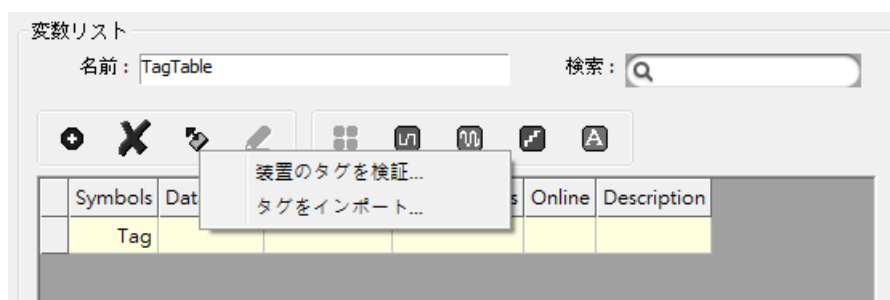 変数リスト
名前： TagTable 検索：
装置のタグを検証...
タグをインポート...
Symbols Online Description
Tag